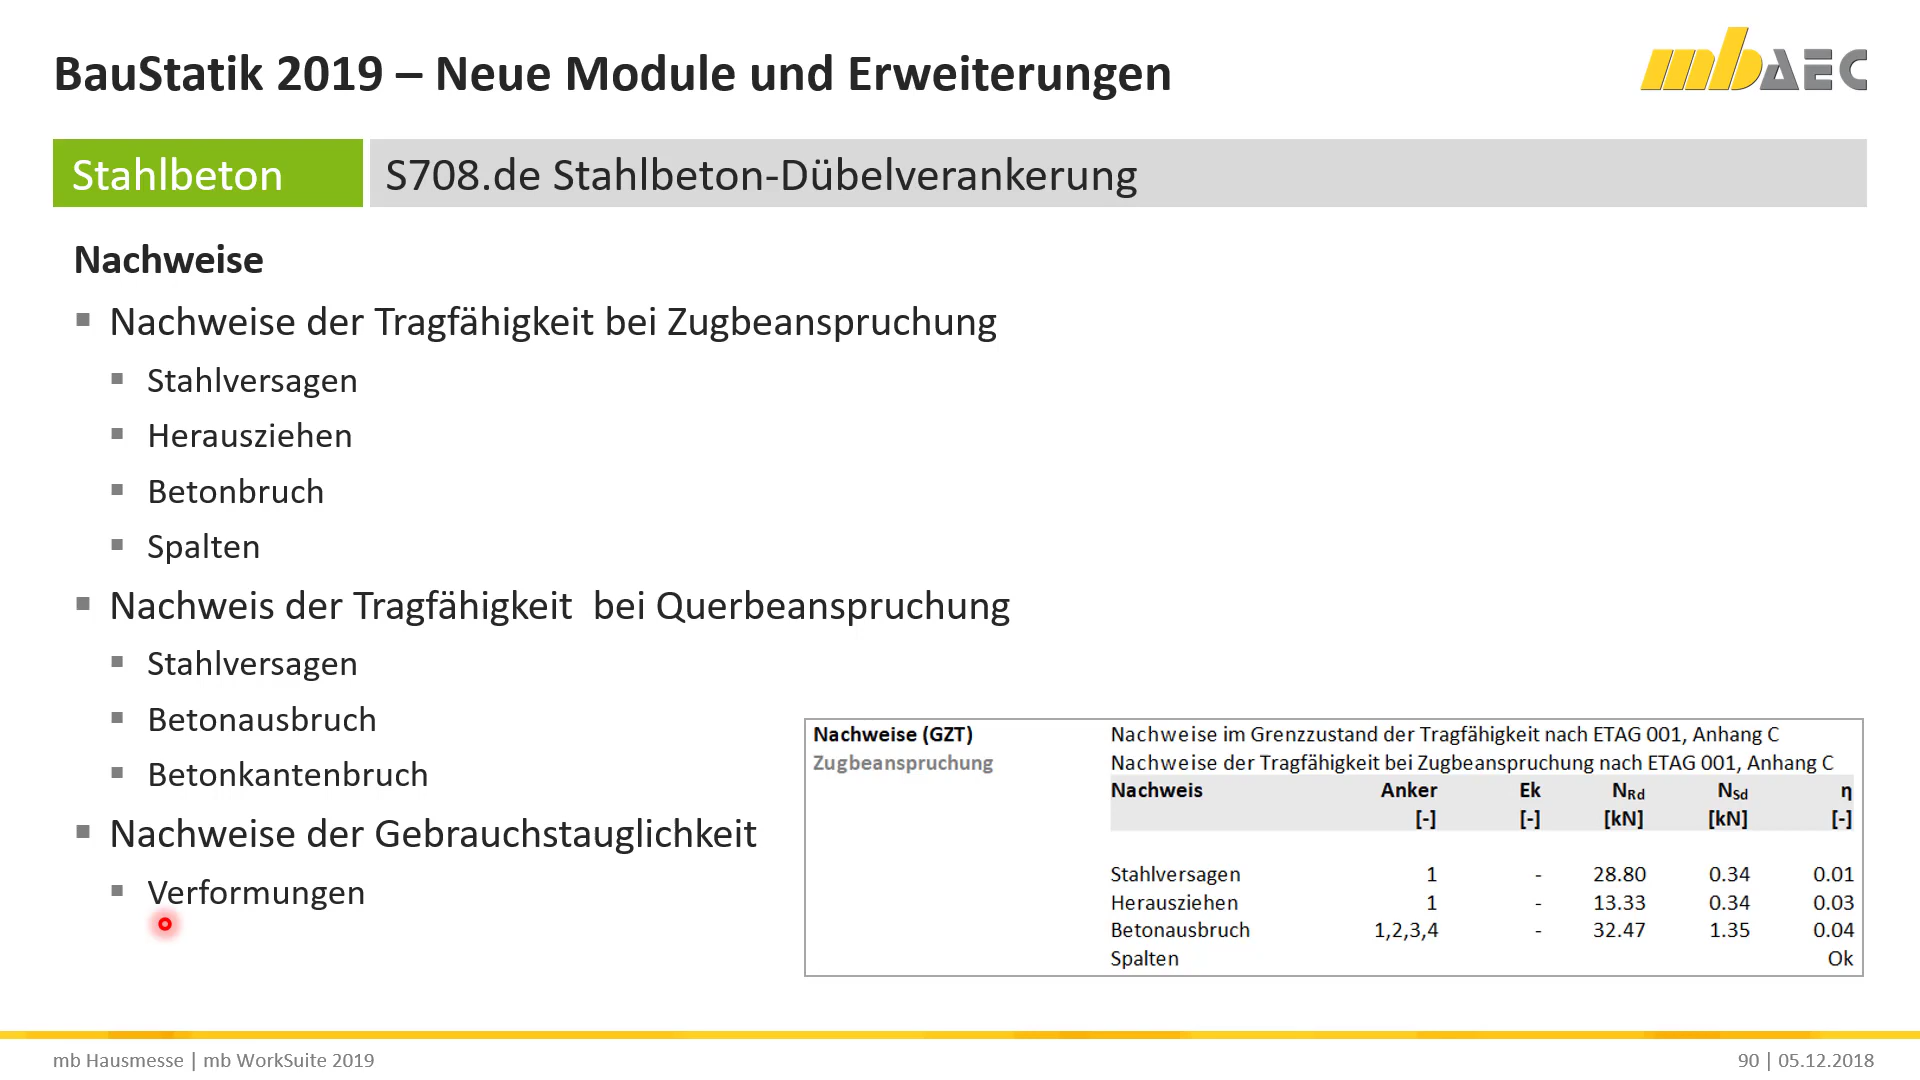 BauStatik 2019 – Neue Module und Erweiterungen
mbAEC
Stahlbeton
S708.de Stahlbeton-Dübelverankerung
Nachweise
Nachweise der Tragfähigkeit bei Zugbeanspruchung
Stahlversagen
Herausziehen
Betonbruch
Spalten
Nachweis der Tragfähigkeit bei Querbeanspruchung
Stahlversagen
Betonausbruch
Betonkantenbruch
Nachweise der Gebrauchstauglichkeit
Verformungen
Nachweise (GZT) Nachweise im Grenzzustand der Tragfähigkeit nach ETAG 001, Anhang C
Zugbeanspruchung Nachweise der Tragfähigkeit bei Zugbeanspruchung nach ETAG 001, Anhang C
Nachweis Anker Ek NRd NSd η
[-] [-] [kN] [kN] [-]
Stahlversagen 1 - 28.80 0.34 0.01
Herausziehen 1 - 13.33 0.34 0.03
Betonausbruch 1,2,3,4 - 32.47 1.35 0.04
Spalten Ok
mb Hausmesse | mb WorkSuite 2019
90 | 05.12.2018